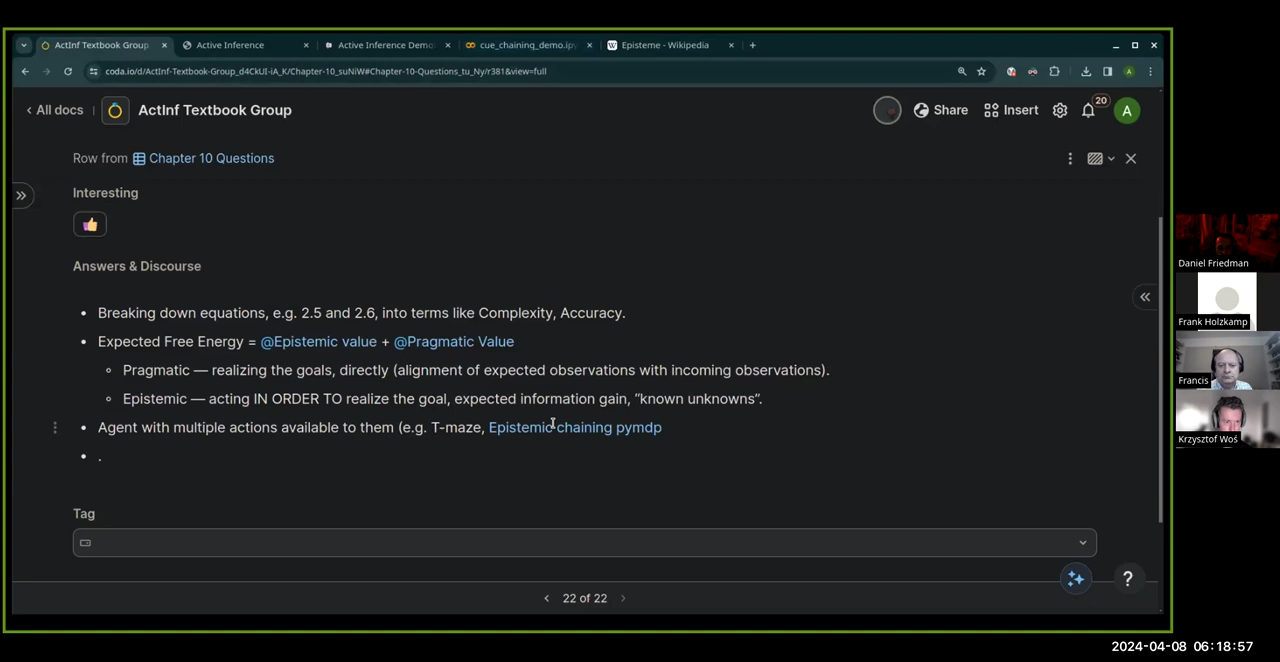 ActInf Textbook Group
Active Inference
Active Inference Demo
cue_chaining_demo.ipy
Episteme - Wikipedia
coda.io/d/ActInf-Textbook-Group_d4CkUI-iA_K/Chapter-10_suNiW#Chapter-10-Questions_tu_Ny/r381&view=full
All docs
ActInf Textbook Group
Share
Insert
20
A
Row from Chapter 10 Questions
Interesting
Answers & Discourse
• Breaking down equations, e.g. 2.5 and 2.6, into terms like Complexity, Accuracy.
• Expected Free Energy = @Epistemic value + @Pragmatic Value
◦ Pragmatic — realizing the goals, directly (alignment of expected observations with incoming observations).
◦ Epistemic — acting IN ORDER TO realize the goal, expected information gain, “known unknowns”.
• Agent with multiple actions available to them (e.g. T-maze, Epistemic chaining pymdp
• .
Tag
22 of 22
Daniel Friedman
Frank Holzkamp
Francis
Krzysztof Woś
2024-04-08 06:18:57